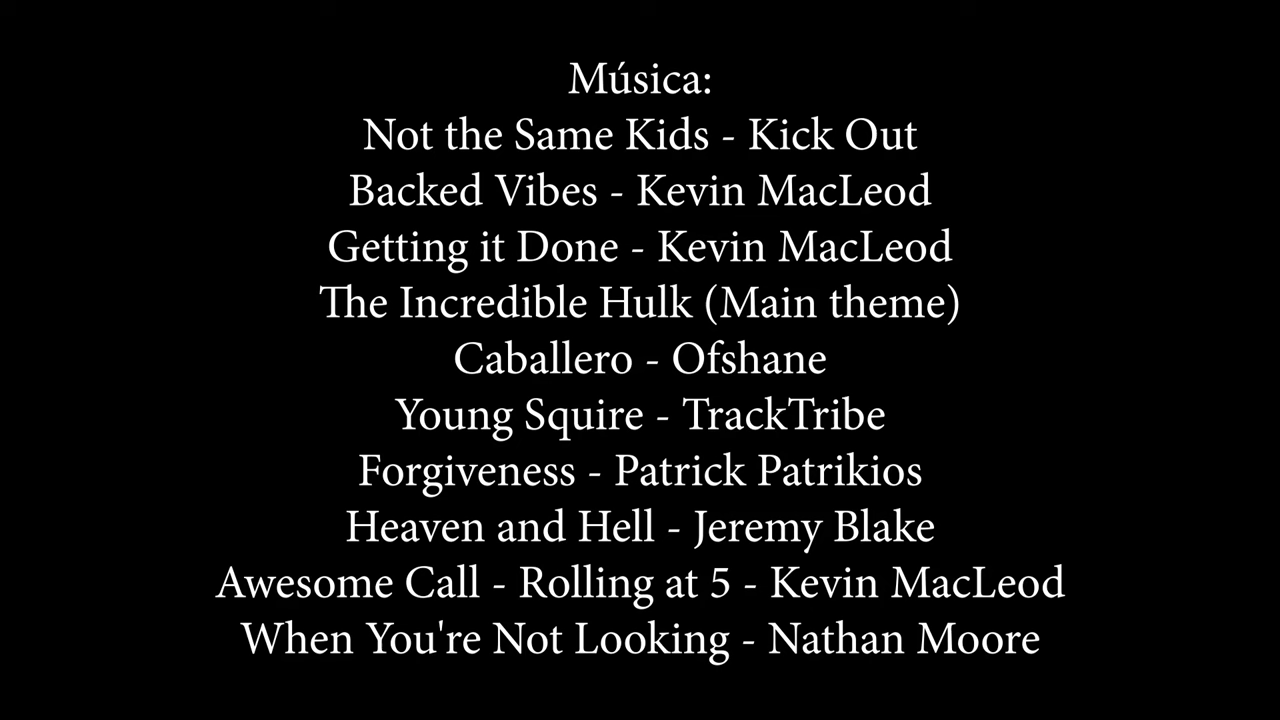 Música:
Not the Same Kids - Kick Out
Backed Vibes - Kevin MacLeod
Getting it Done - Kevin MacLeod
The Incredible Hulk (Main theme)
Caballero - Ofshane
Young Squire - TrackTribe
Forgiveness - Patrick Patrikios
Heaven and Hell - Jeremy Blake
Awesome Call - Rolling at 5 - Kevin MacLeod
When You're Not Looking - Nathan Moore